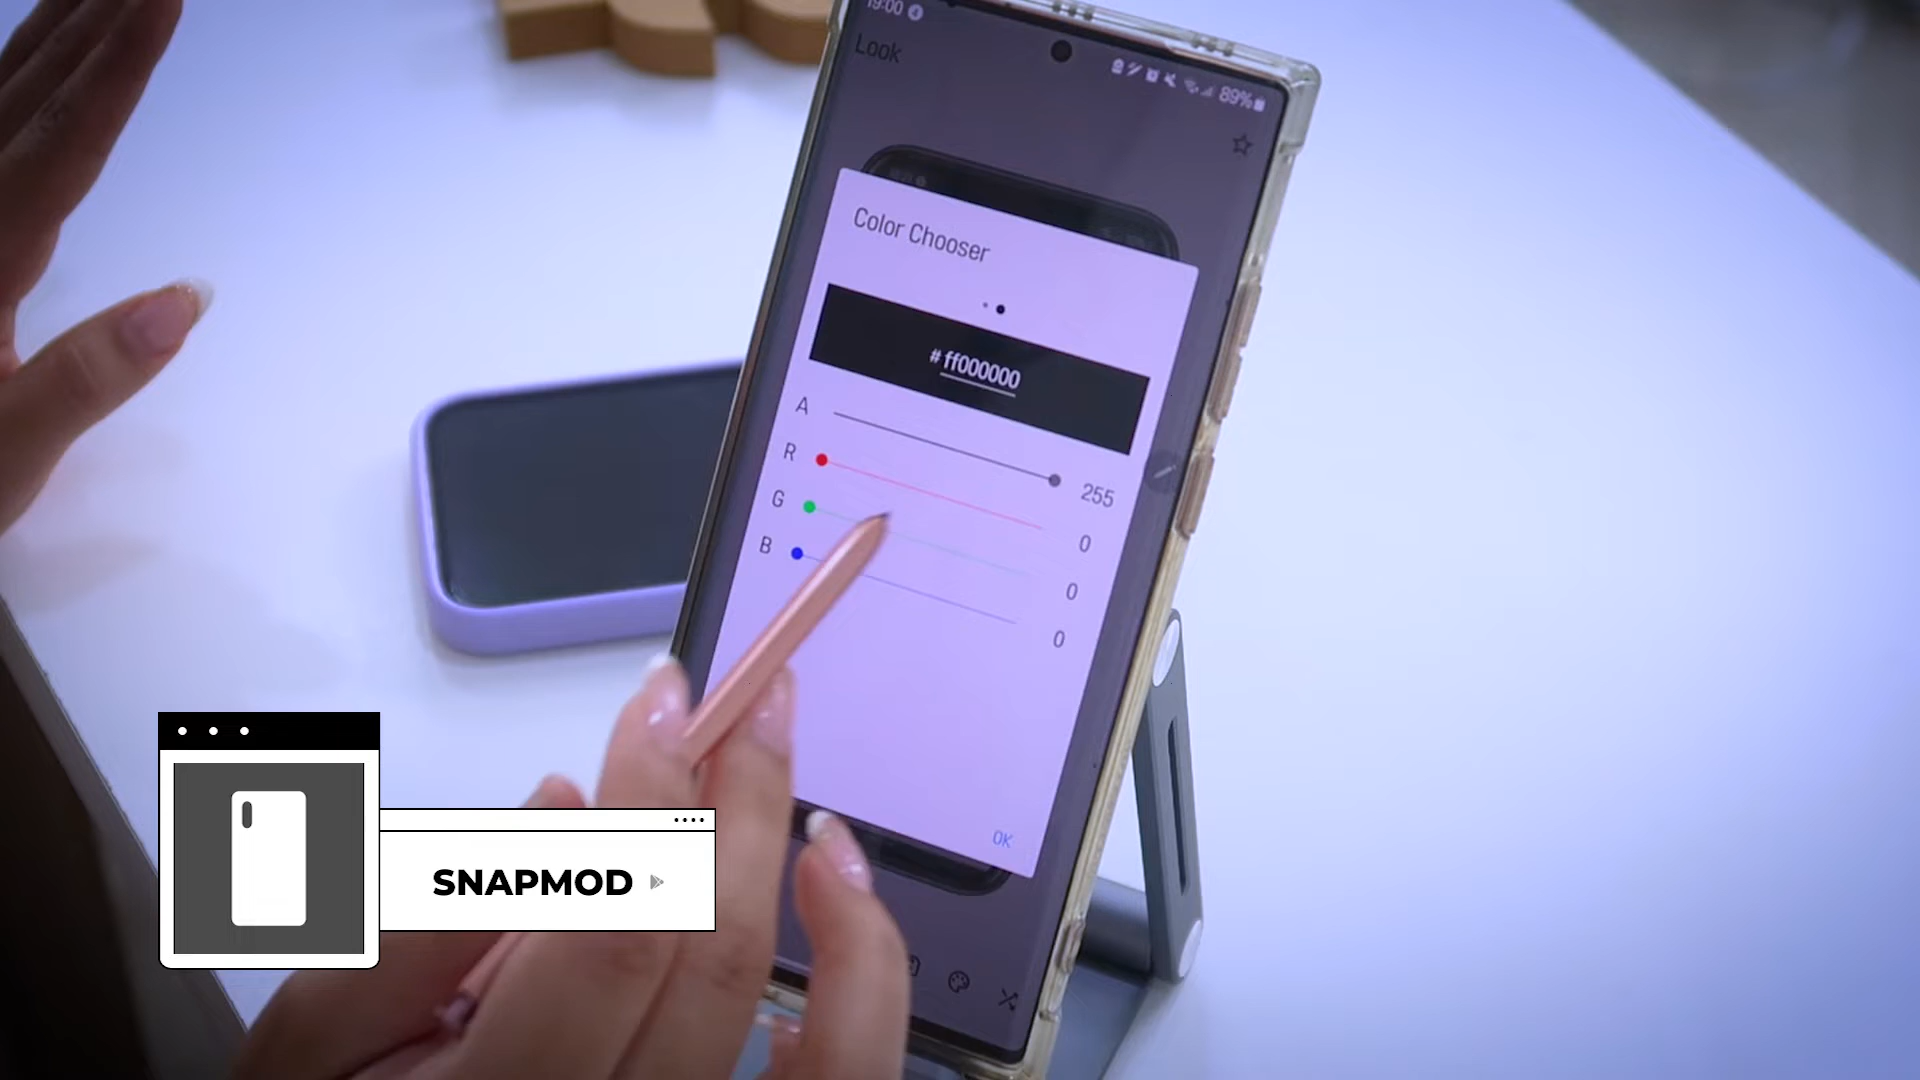 19:00
89%
Look
Color Chooser
# ff000000
A 255
R 0
G 0
B 0
OK
SNAPMOD